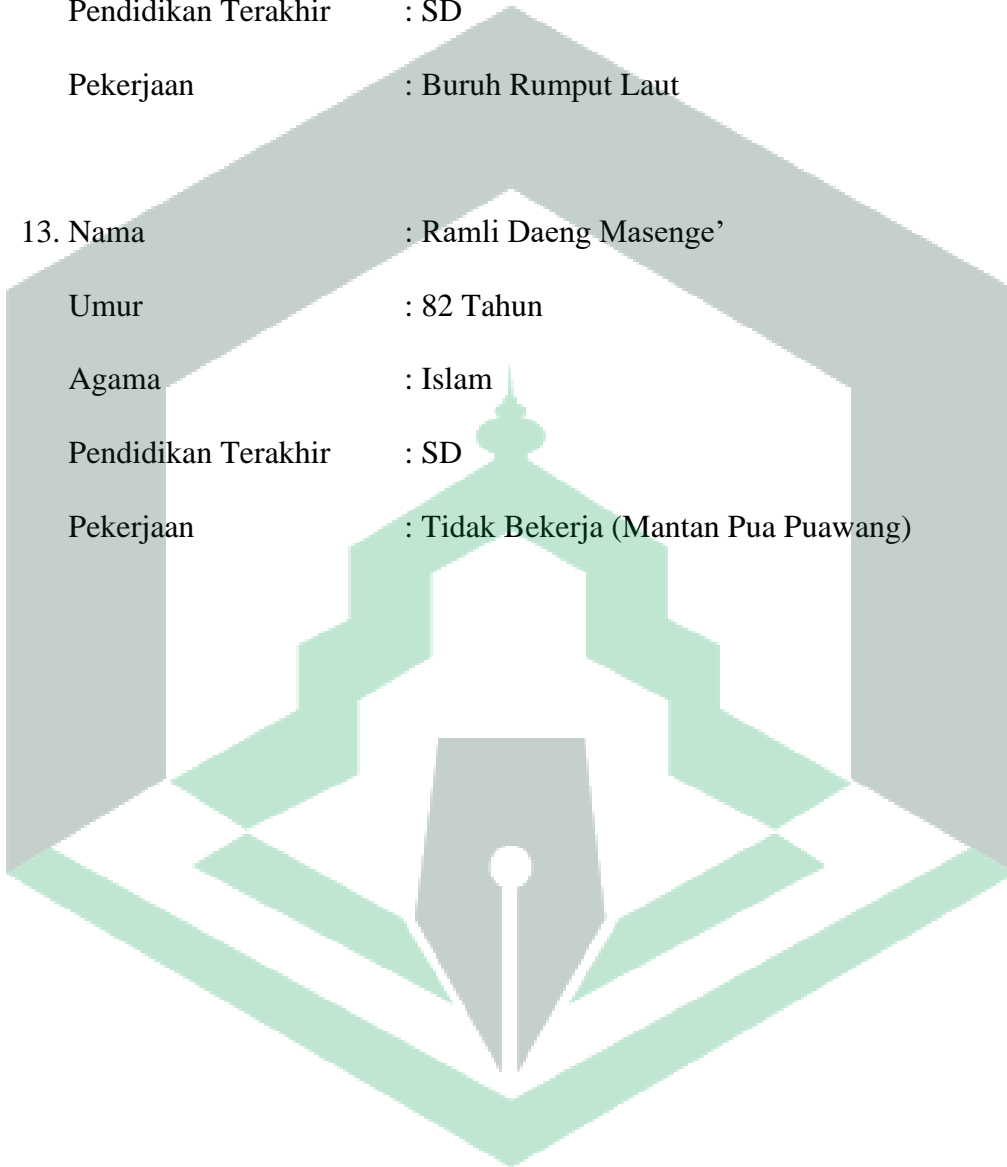 Pendidikan Terakhir : SD
Pekerjaan : Buruh Rumput Laut
13. Nama : Ramli Daeng Masenge’
Umur : 82 Tahun
Agama : Islam
Pendidikan Terakhir : SD
Pekerjaan : Tidak Bekerja (Mantan Pua Puawang)